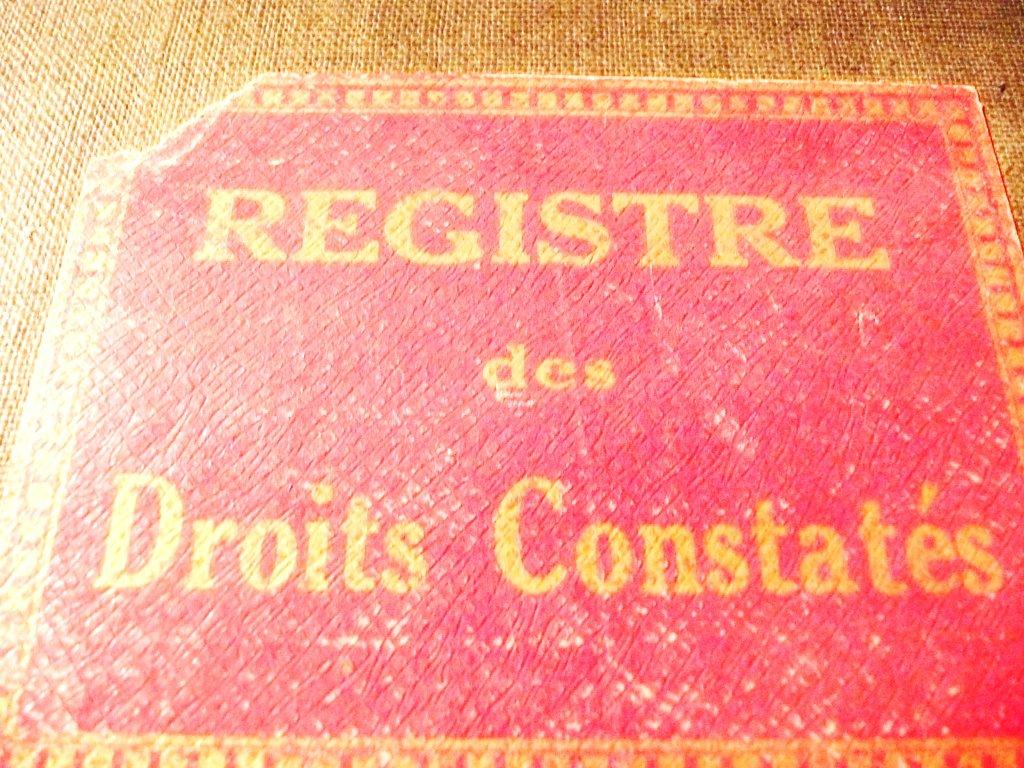 REGISTRE
des
Droits Constatés